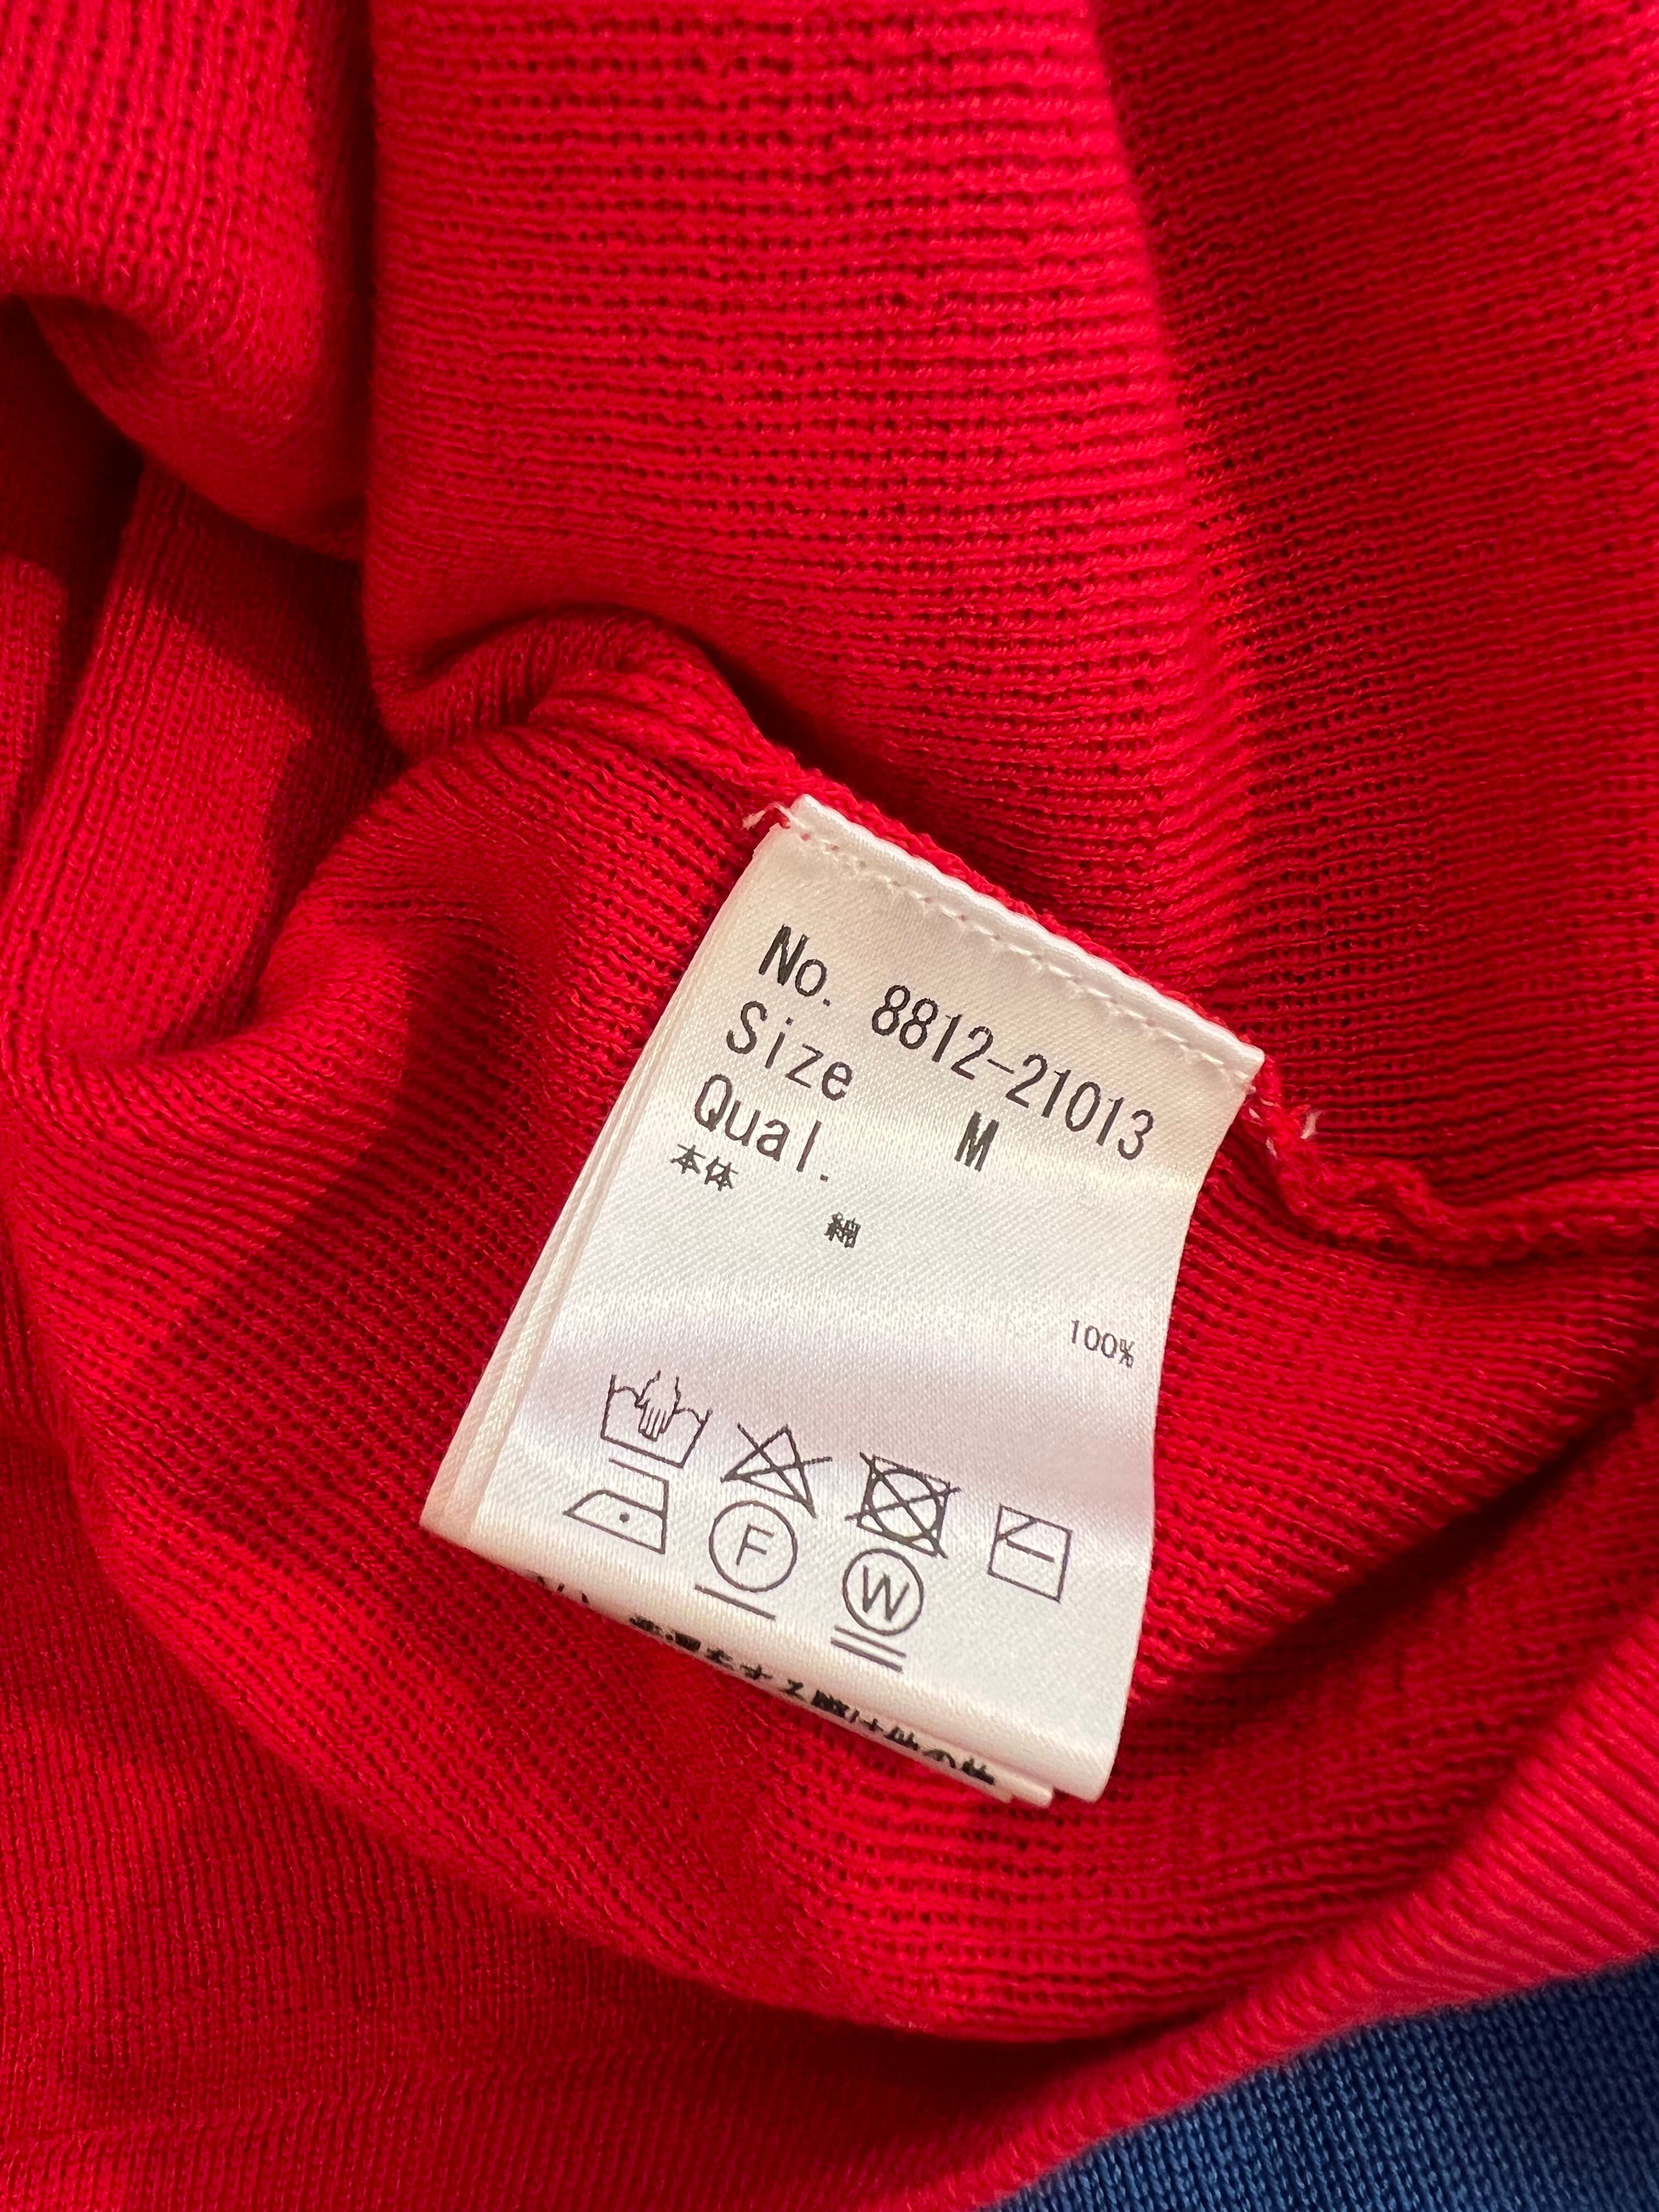 No. 8812-21013
Size M
Qual.
本体
綿
100%
F
W